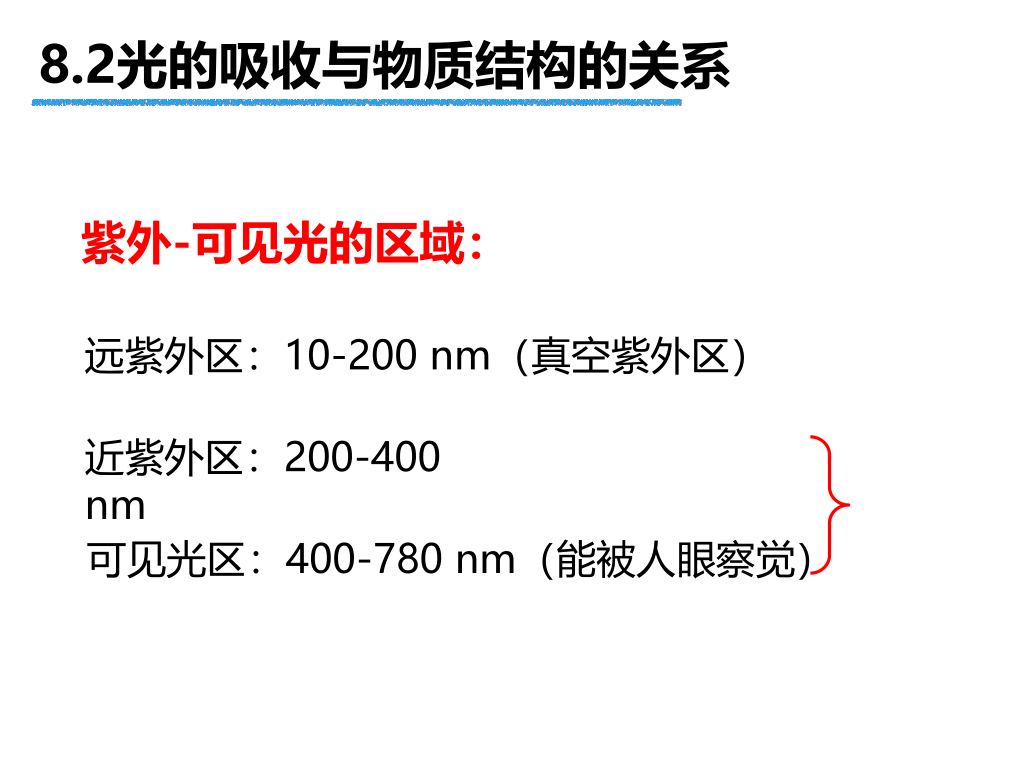 8.2光的吸收与物质结构的关系
紫外-可见光的区域：
远紫外区：10-200 nm（真空紫外区）
近紫外区：200-400
nm
可见光区：400-780 nm（能被人眼察觉）